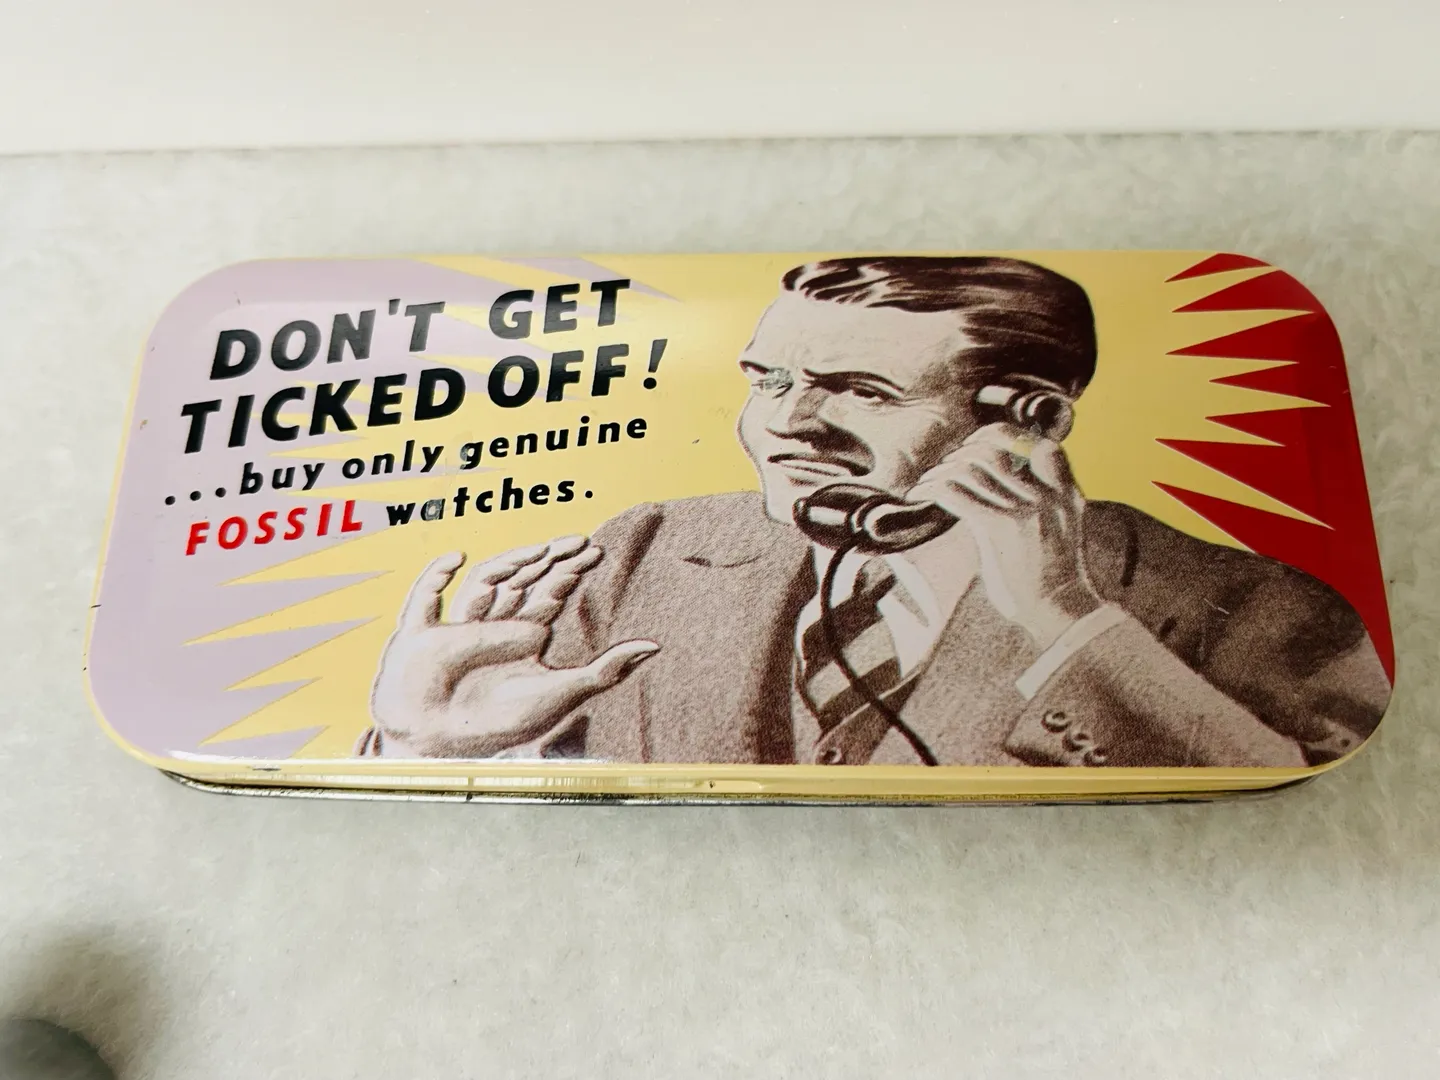 DON'T GET
TICKED OFF!
...buy only genuine
FOSSIL watches.